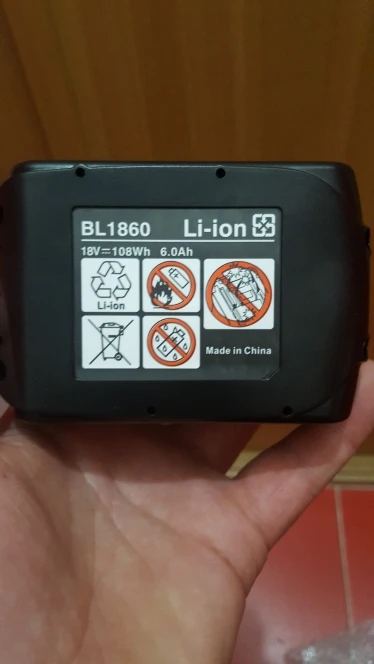 BL1860 Li-ion
18V⎓108Wh 6.0Ah
Li-ion
Made in China